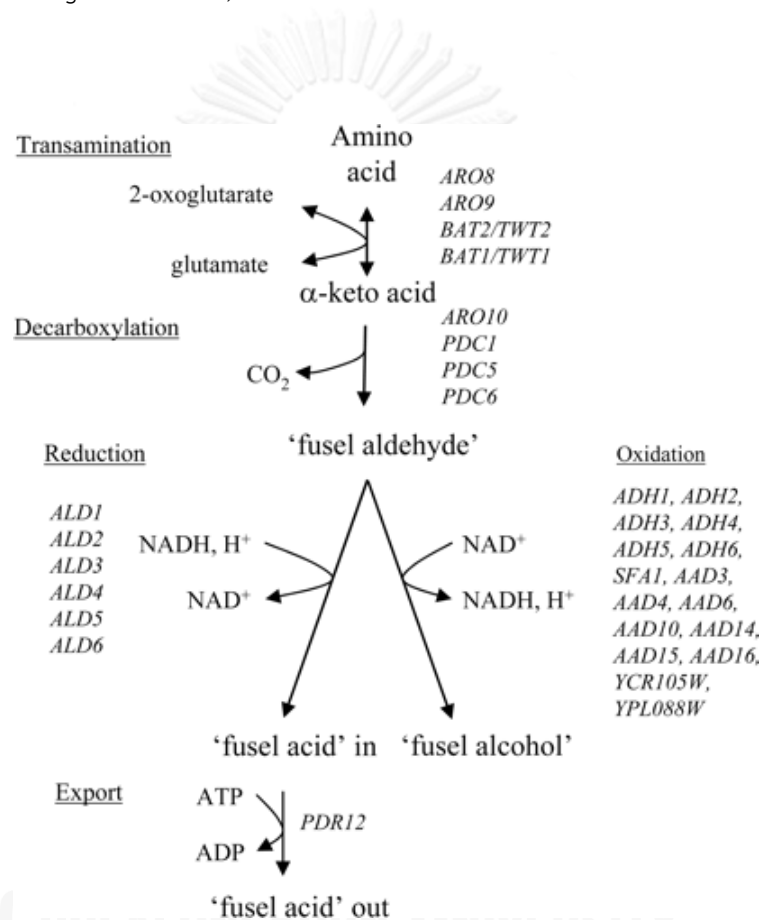 Transamination
Amino
acid
2-oxoglutarate
glutamate
ARO8
ARO9
BAT2/TWT2
BAT1/TWT1
α-keto acid
Decarboxylation
CO2
ARO10
PDC1
PDC5
PDC6
‘fusel aldehyde’
Reduction
ALD1
ALD2
ALD3
ALD4
ALD5
ALD6
NADH, H+
NAD+
NAD+
NADH, H+
Oxidation
ADH1, ADH2,
ADH3, ADH4,
ADH5, ADH6,
SFA1, AAD3,
AAD4, AAD6,
AAD10, AAD14,
AAD15, AAD16,
YCR105W,
YPL088W
‘fusel acid’ in ‘fusel alcohol’
Export
ATP
ADP
PDR12
‘fusel acid’ out